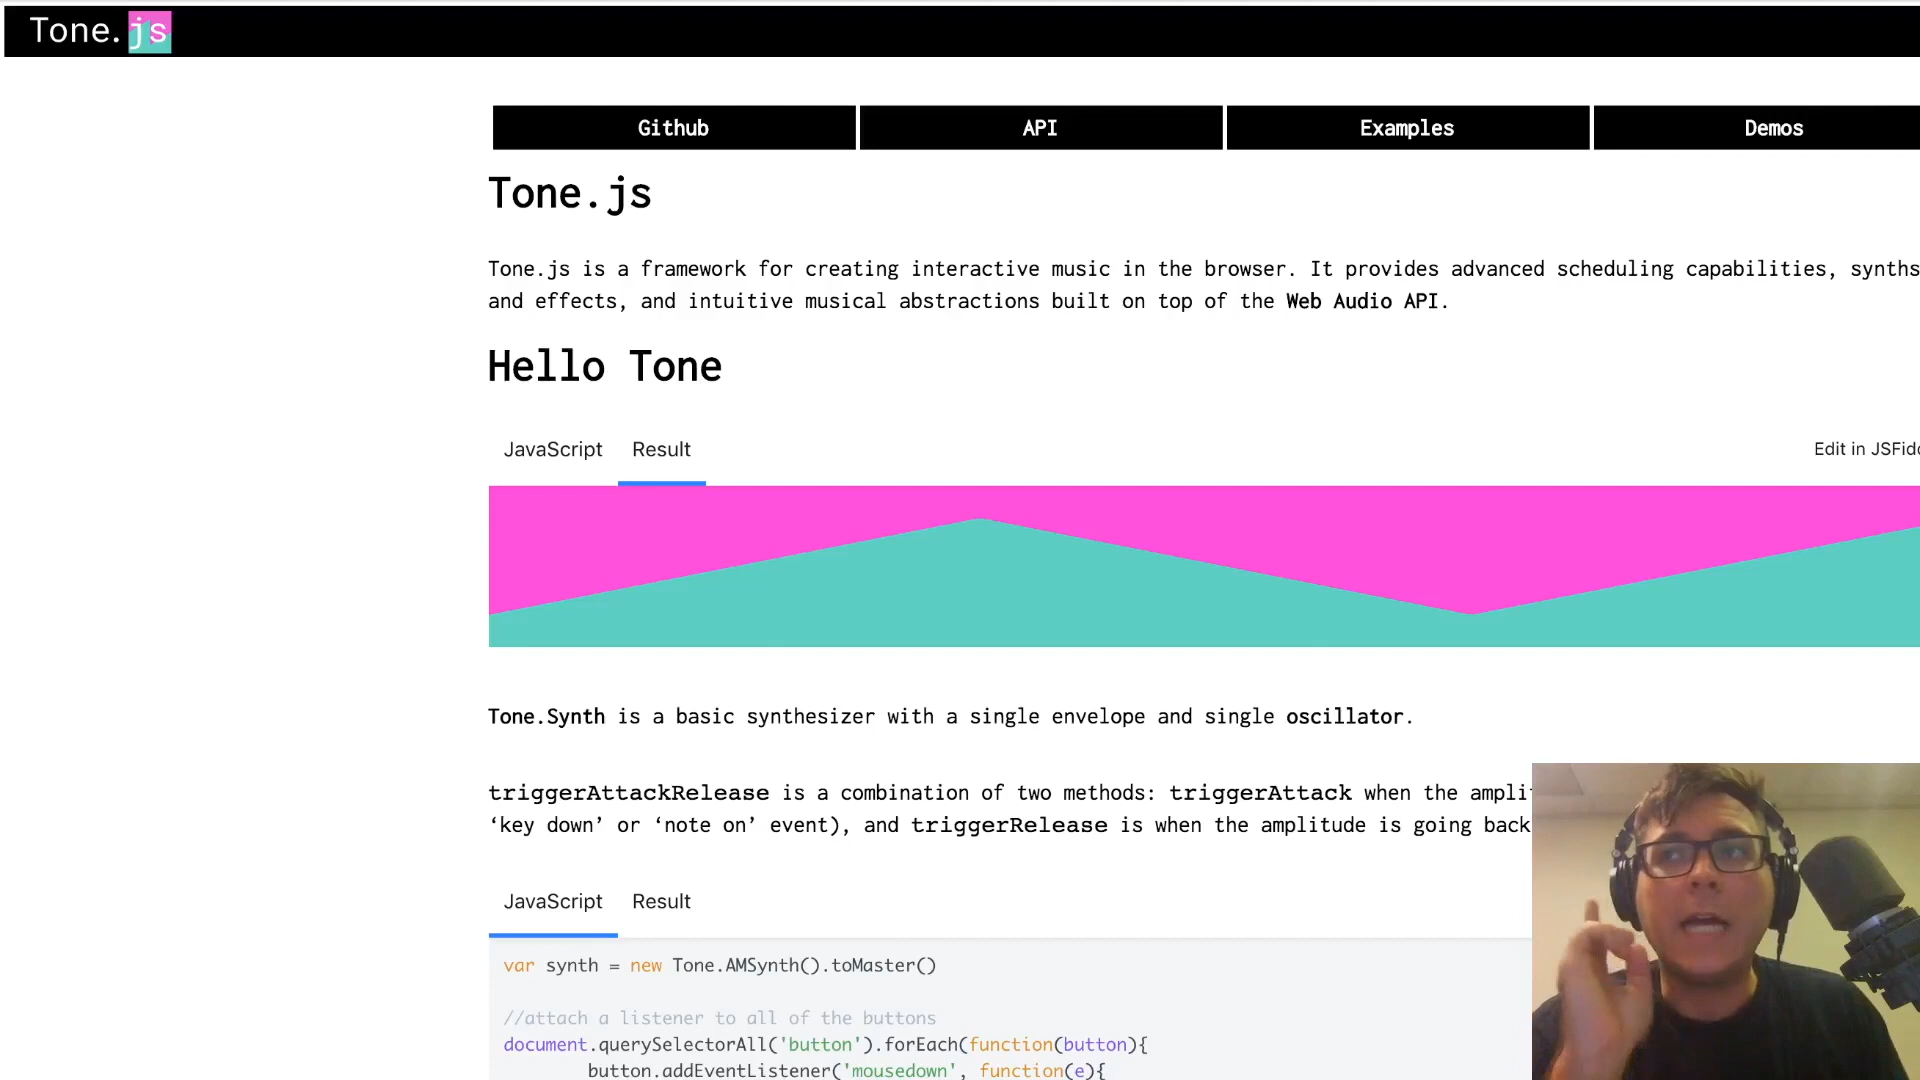 Tone.js
Github
API
Examples
Demos
Tone.js
Tone.js is a framework for creating interactive music in the browser. It provides advanced scheduling capabilities, synths
and effects, and intuitive musical abstractions built on top of the Web Audio API.
Hello Tone
JavaScript
Result
Edit in JSFid
Tone.Synth is a basic synthesizer with a single envelope and single oscillator.
triggerAttackRelease is a combination of two methods: triggerAttack when the ampli
‘key down’ or ‘note on’ event), and triggerRelease is when the amplitude is going back
JavaScript
Result
var synth = new Tone.AMSynth().toMaster()
//attach a listener to all of the buttons
document.querySelectorAll('button').forEach(function(button){
button.addEventListener('mousedown', function(e){